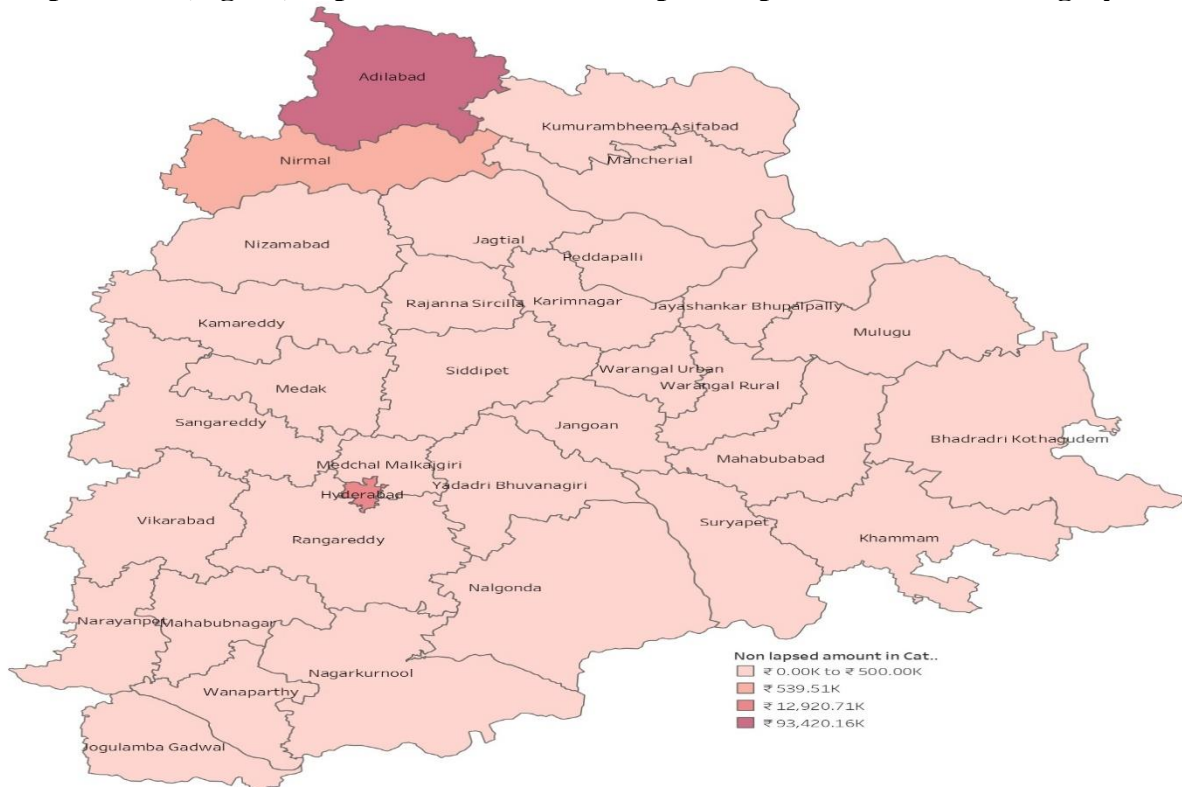 Adilabad
Kumurambheem Asifabad
Nirmal
Mancherial
Nizamabad
Jagtial
Peddapalli
Rajanna Sircilla
Karimnagar
Jayashankar Bhupalpally
Kamareddy
Mulugu
Siddipet
Warangal Urban
Medak
Warangal Rural
Sangareddy
Jangoan
Bhadradri Kothagudem
Medchal Malkajgiri
Mahabubabad
Yadadri Bhuvanagiri
Hyderabad
Vikarabad
Suryapet
Rangareddy
Khammam
Nalgonda
Narayanpet
Mahabubnagar
Nagarkurnool
Wanaparthy
Jogulamba Gadwal
Non lapsed amount in Cat..
₹ 0.00K to ₹ 500.00K
₹ 539.51K
₹ 12,920.71K
₹ 93,420.16K